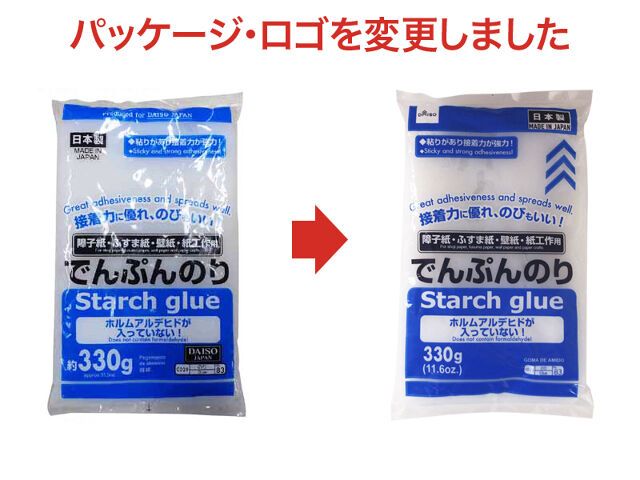 パッケージ・ロゴを変更しました
Produced for DAISO JAPAN
日本製
MADE IN
JAPAN
◆粘りがあり接着力が強力！
◆Sticky and strong adhesiveness!
Great adhesiveness and spreads well.
接着力に優れ、のびもいい！
障子紙・ふすま紙・壁紙・紙工作用
でんぷんのり
Starch glue
ホルムアルデヒドが
入っていない！
Does not contain formaldehyde!
約330g
DAISO
JAPAN
DAISO
日本製
MADE IN JAPAN
◆粘りがあり接着力が強力！
◆Sticky and strong adhesiveness!
Great adhesiveness and spreads well.
接着力に優れ、のびもいい！
障子紙・ふすま紙・壁紙・紙工作用
でんぷんのり
Starch glue
ホルムアルデヒドが
入っていない！
Does not contain formaldehyde!
330g
(11.6oz.)
GOMA DE AMIDO